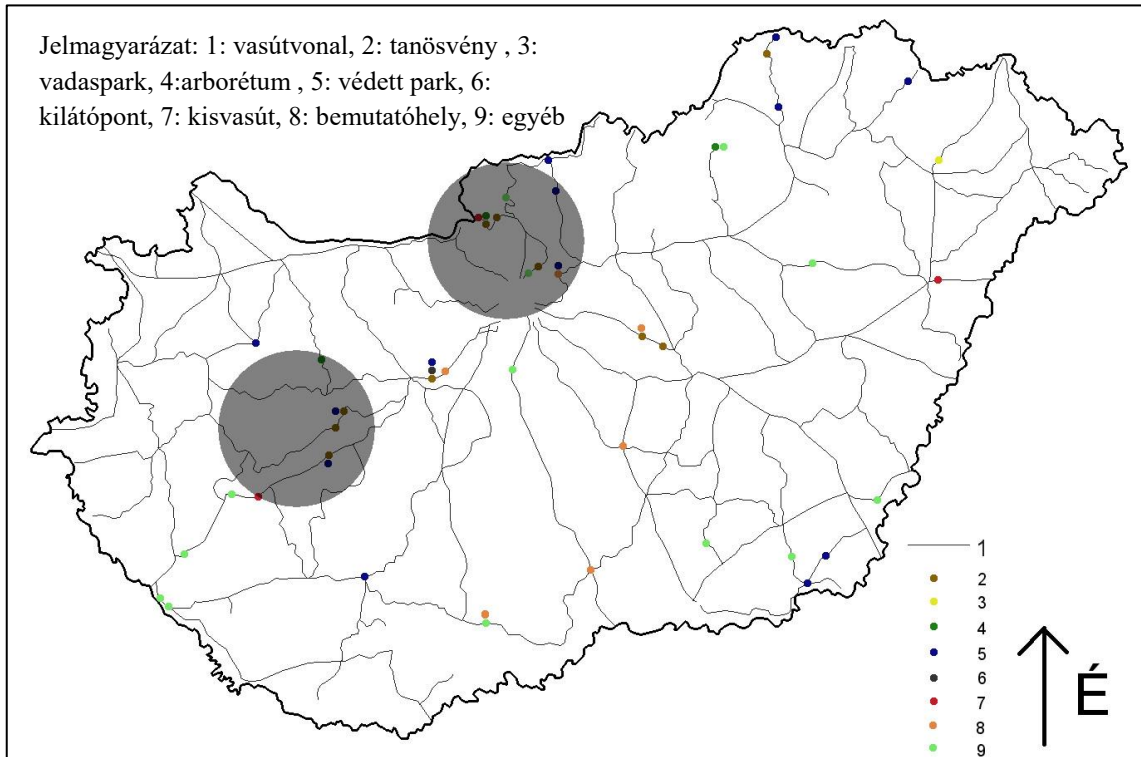 Jelmagyarázat: 1: vasútvonal, 2: tanösvény , 3:
vadaspark, 4:arborétum , 5: védett park, 6:
kilátópont, 7: kisvasút, 8: bemutatóhely, 9: egyéb
1
2
3
4
5
6
7
8
9
É